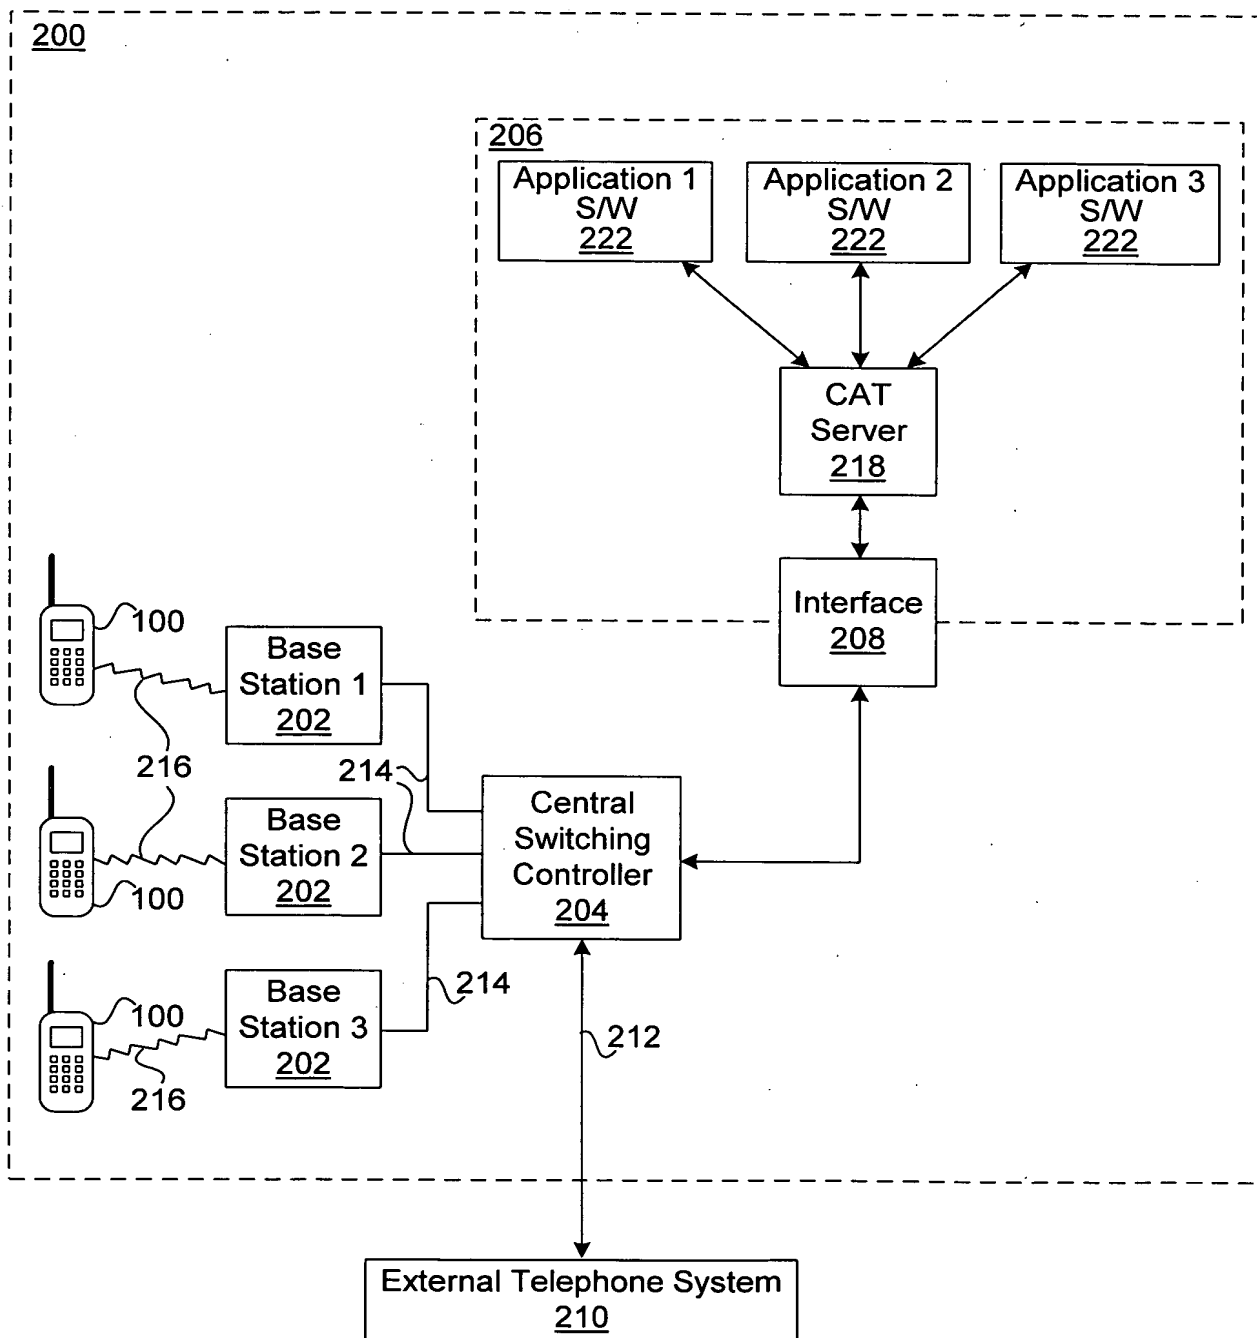 200
206
Application 1
S/W
222
Application 2
S/W
222
Application 3
S/W
222
CAT
Server
218
Interface
208
100
Base
Station 1
202
216
214
100
Base
Station 2
202
Central
Switching
Controller
204
100
216
Base
Station 3
202
214
212
External Telephone System
210